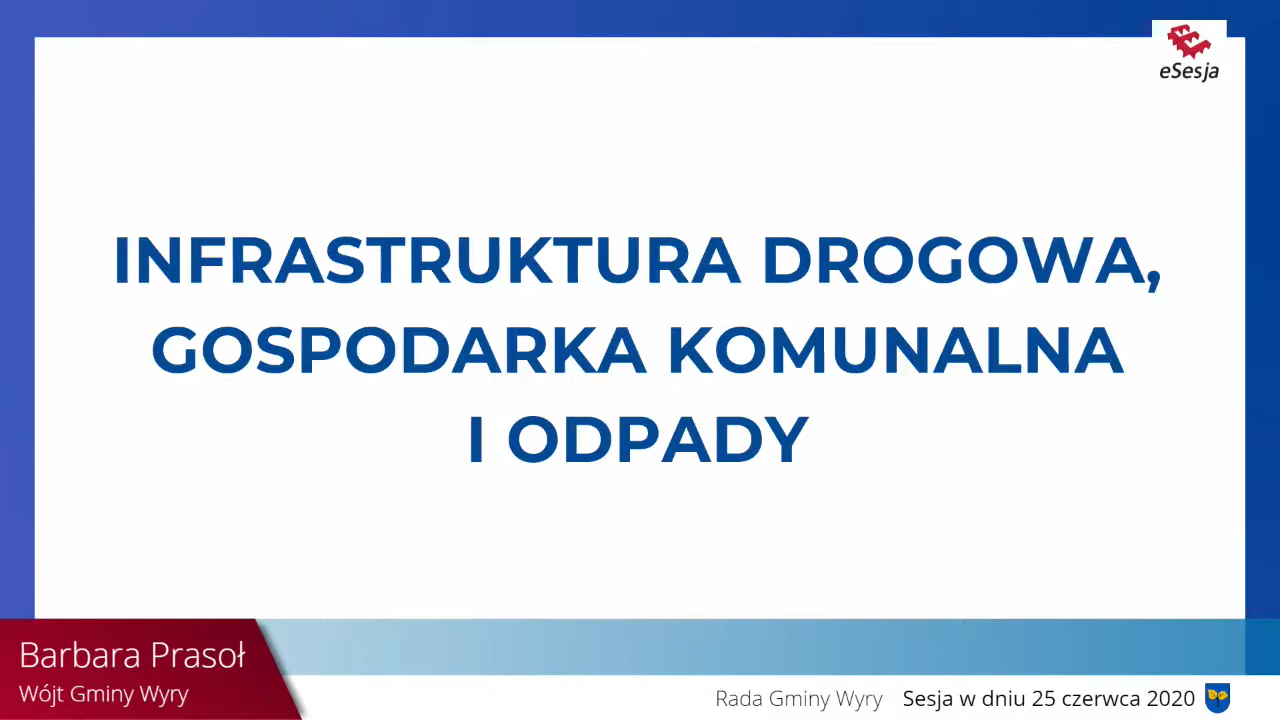 eSesja
INFRASTRUKTURA DROGOWA,
GOSPODARKA KOMUNALNA
I ODPADY
Barbara Prasoł
Wójt Gminy Wyry
Rada Gminy Wyry Sesja w dniu 25 czerwca 2020